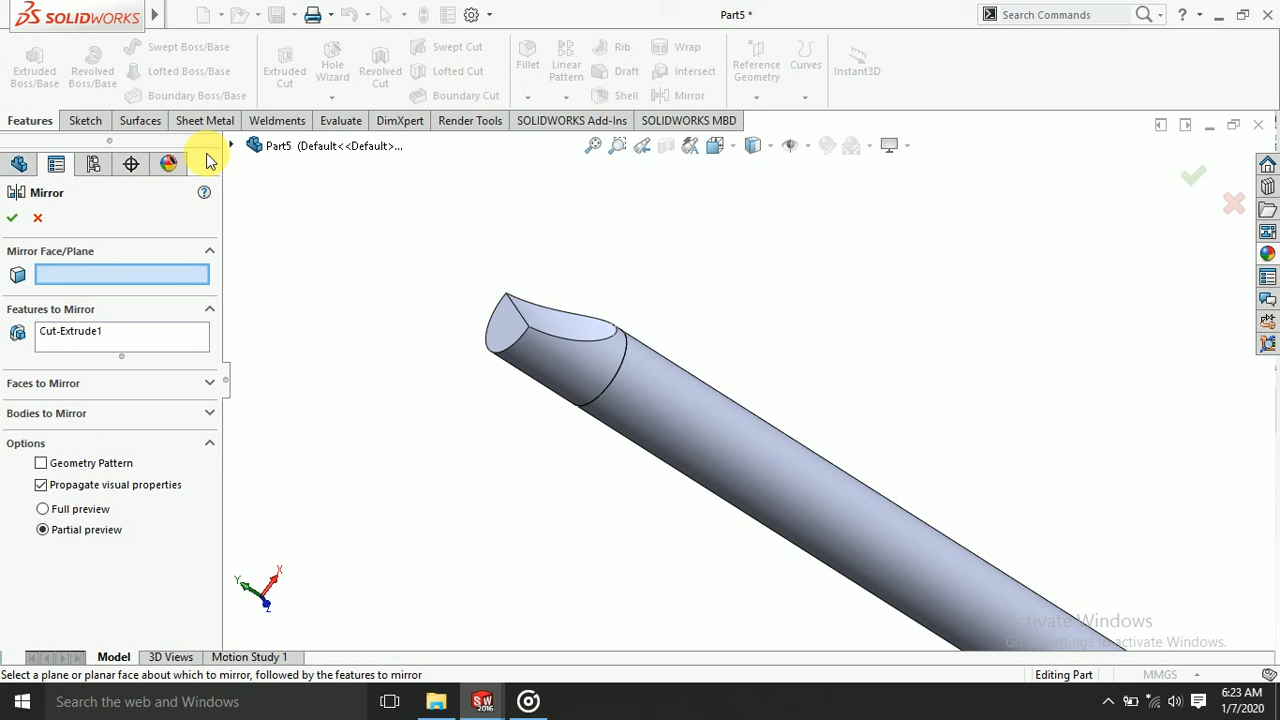 SOLIDWORKS
Part5 *
Search Commands
?
Extruded Boss/Base
Revolved Boss/Base
Swept Boss/Base
Lofted Boss/Base
Boundary Boss/Base
Extruded Cut
Hole Wizard
Revolved Cut
Swept Cut
Lofted Cut
Boundary Cut
Fillet
Linear Pattern
Rib
Draft
Shell
Wrap
Intersect
Mirror
Reference Geometry
Curves
Instant3D
Features
Sketch
Surfaces
Sheet Metal
Weldments
Evaluate
DimXpert
Render Tools
SOLIDWORKS Add-Ins
SOLIDWORKS MBD
Part5 (Default<<Default>...
Mirror
?
Mirror Face/Plane
Features to Mirror
Cut-Extrude1
Faces to Mirror
Bodies to Mirror
Options
Geometry Pattern
Propagate visual properties
Full preview
Partial preview
X
Y
Z
Activate Windows
Go to Settings to activate Windows.
Model
3D Views
Motion Study 1
Select a plane or planar face about which to mirror, followed by the features to mirror
Editing Part
MMGS
Search the web and Windows
SW
2016
6:23 AM
1/7/2020